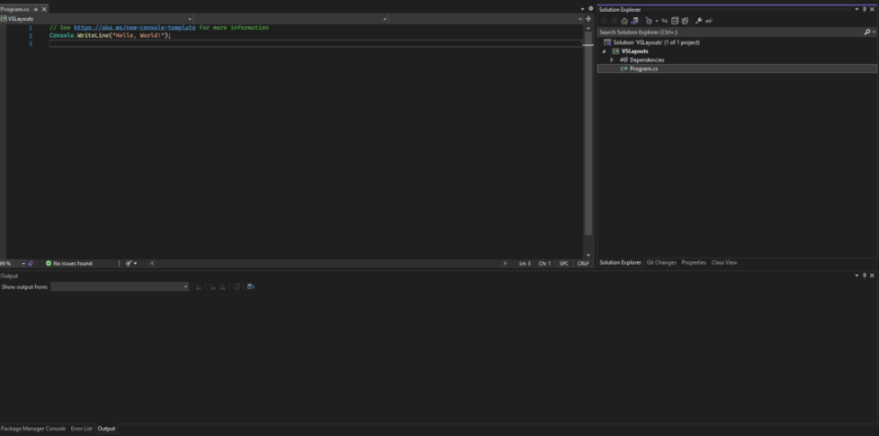 Program.cs
VSLayouts
1 // See https://aka.ms/new-console-template for more information
2 Console.WriteLine("Hello, World!");
3
99 %
No issues found
Ln: 3 Ch: 1 SPC CRLF
Solution Explorer
Search Solution Explorer (Ctrl+;)
Solution 'VSLayouts' (1 of 1 project)
VSLayouts
Dependencies
Program.cs
Solution Explorer Git Changes Properties Class View
Output
Show output from:
Package Manager Console Error List Output